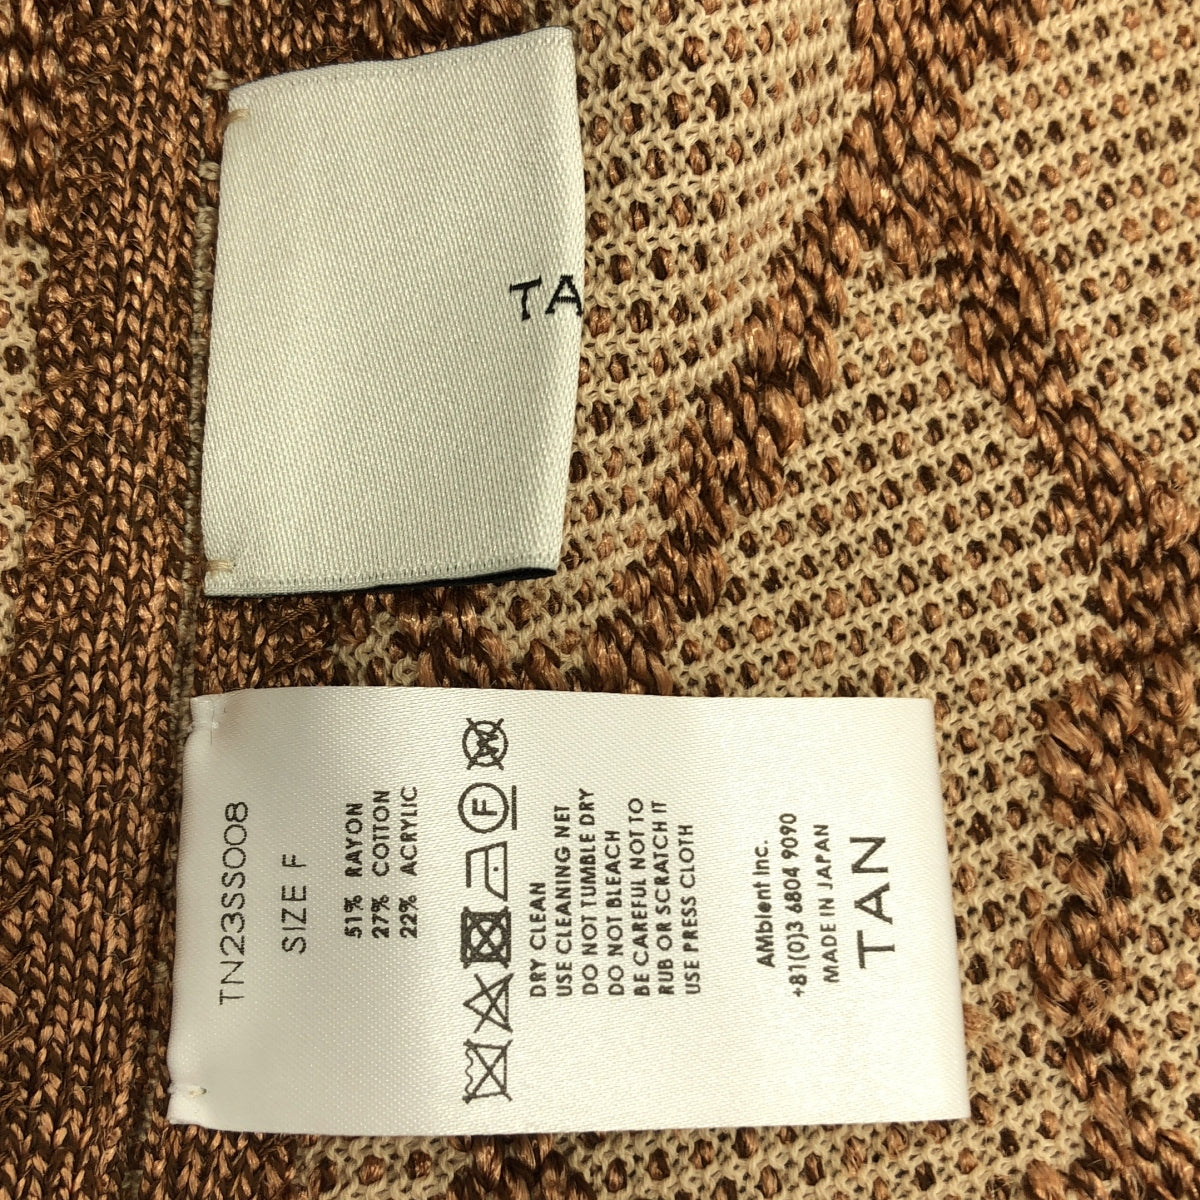 TA
TN23SS008
SIZE F
51% RAYON
27% COTTON
22% ACRYLIC
F
W
DRY CLEAN
USE CLEANING NET
DO NOT TUMBLE DRY
DO NOT BLEACH
BE CAREFUL NOT TO
RUB OR SCRATCH IT
USE PRESS CLOTH
AMbient Inc.
+81(0)3 6804 9090
MADE IN JAPAN
TAN